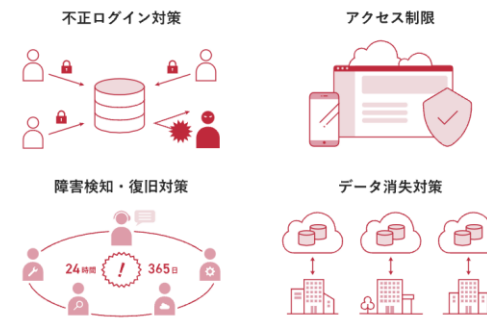 不正ログイン対策
アクセス制限
障害検知・復旧対策
24時間
!
365日
データ消失対策